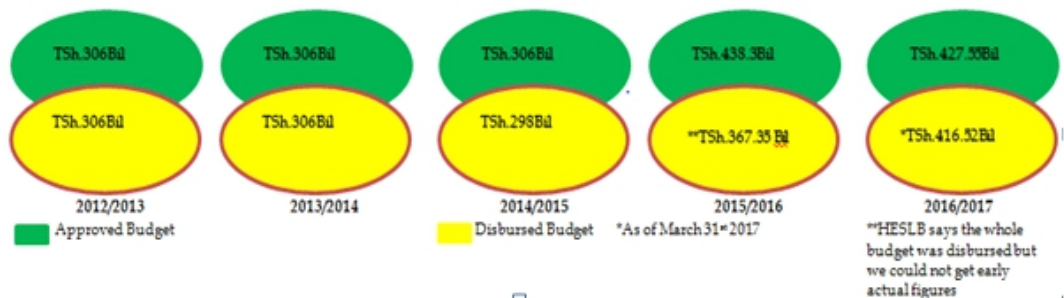 TSh.306Bil TSh.306Bil TSh.306Bil TSh.438.3Bil TSh.427.55Bil
TSh.306Bil TSh.306Bil TSh.298Bil **TSh.367.35 Bil *TSh.416.52Bil
2012/2013 2013/2014 2014/2015 2015/2016 2016/2017
Approved Budget Disbursed Budget *As of March 31st 2017 **HESLB says the whole
budget was disbursed but
we could not get early
actual figures